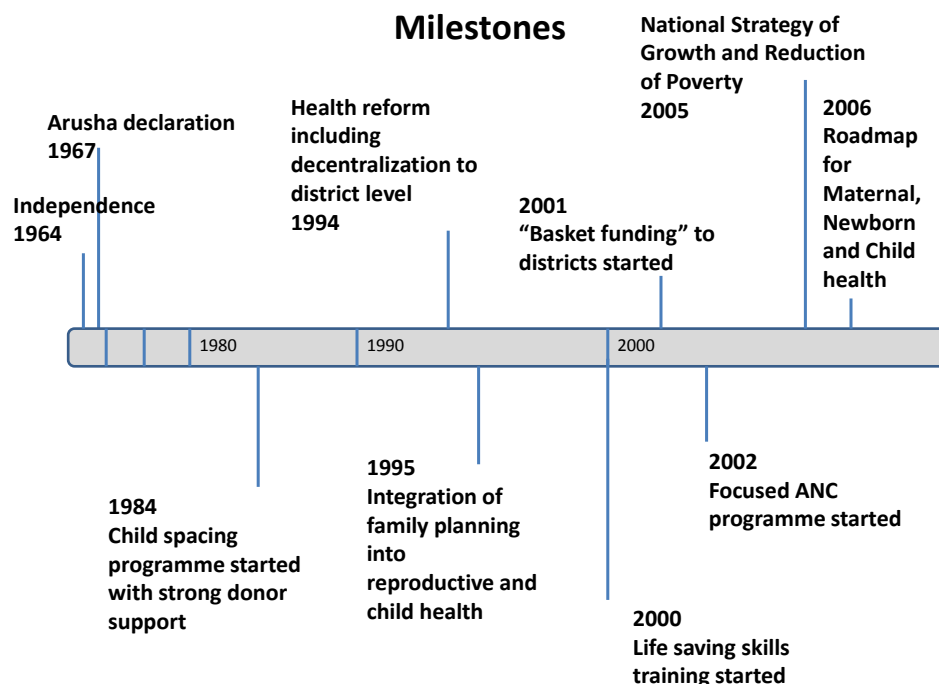 Milestones
National Strategy of
Growth and Reduction
of Poverty
2005
Arusha declaration
1967
Health reform
including
decentralization to
district level
1994
2006
Roadmap
for
Maternal,
Newborn
and Child
health
Independence
1964
2001
“Basket funding” to
districts started
1980
1990
2000
1984
Child spacing
programme started
with strong donor
support
1995
Integration of
family planning
into
reproductive and
child health
2002
Focused ANC
programme started
2000
Life saving skills
training started